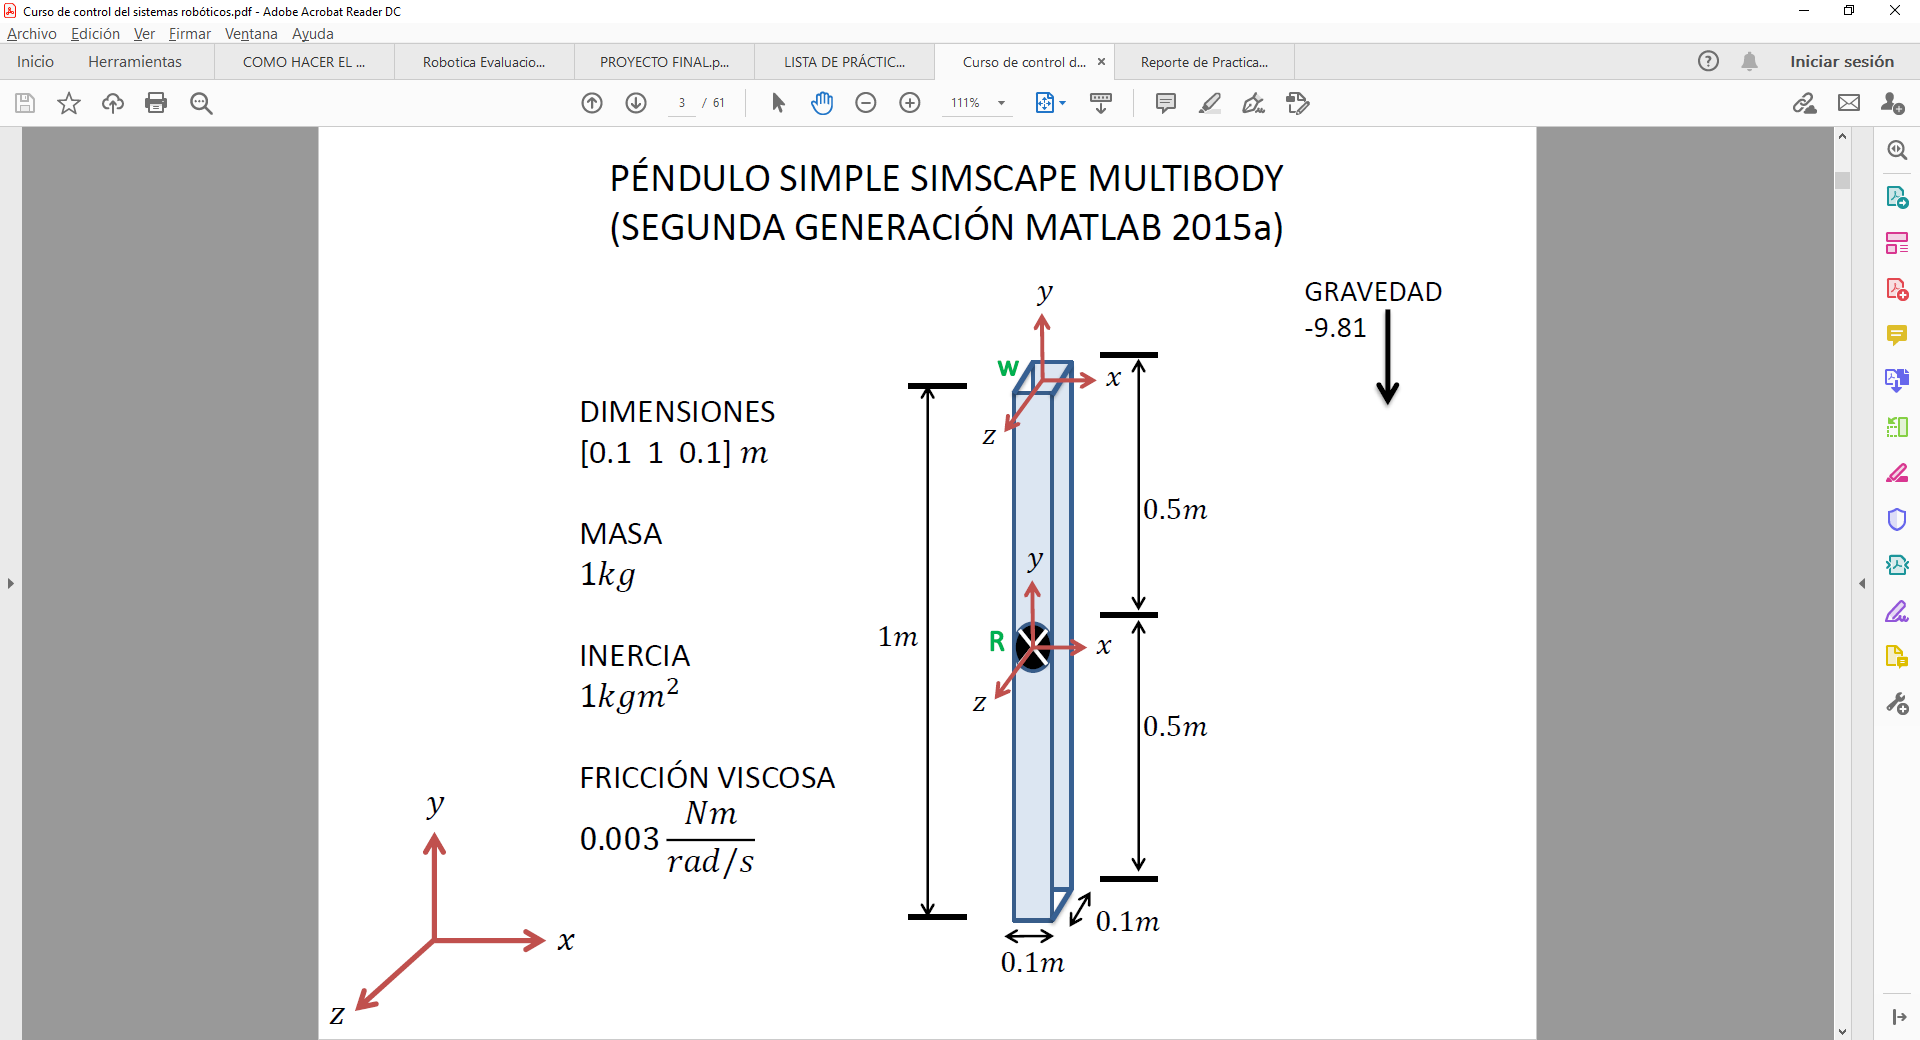 Curso de control del sistemas robóticos.pdf - Adobe Acrobat Reader DC
Archivo Edición Ver Firmar Ventana Ayuda
Inicio Herramientas COMO HACER EL ... Robotica Evaluacio... PROYECTO FINAL.p... LISTA DE PRÁCTIC... Curso de control d... Reporte de Practica... Iniciar sesión
3 / 61 111%
PÉNDULO SIMPLE SIMSCAPE MULTIBODY
(SEGUNDA GENERACIÓN MATLAB 2015a)
GRAVEDAD
-9.81
y
W
x
z
DIMENSIONES
[0.1 1 0.1] m
0.5m
MASA
1kg
y
R
x
z
1m
INERCIA
1kgm²
0.5m
FRICCIÓN VISCOSA
0.003 Nm
rad/s
y
x
z
0.1m
0.1m